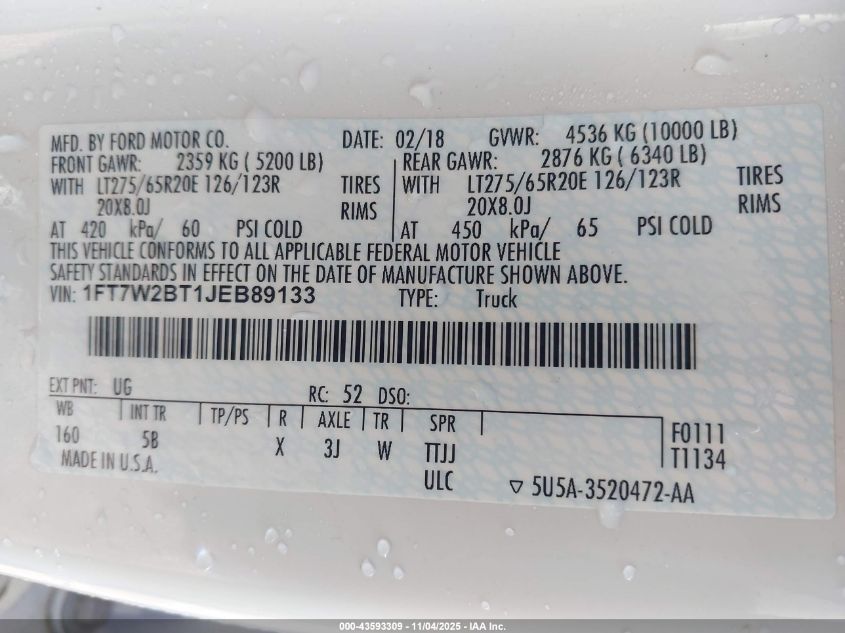 MFD. BY FORD MOTOR CO. DATE: 02/18 GVWR: 4536 KG (10000 LB)
FRONT GAWR: 2359 KG ( 5200 LB) REAR GAWR: 2876 KG ( 6340 LB)
WITH LT275/65R20E 126/123R TIRES WITH LT275/65R20E 126/123R TIRES
20X8.0J RIMS 20X8.0J RIMS
AT 420 kPa/ 60 PSI COLD AT 450 kPa/ 65 PSI COLD
THIS VEHICLE CONFORMS TO ALL APPLICABLE FEDERAL MOTOR VEHICLE
SAFETY STANDARDS IN EFFECT ON THE DATE OF MANUFACTURE SHOWN ABOVE.
VIN: 1FT7W2BT1JEB89133 TYPE: Truck
EXT PNT: UG RC: 52 DSO:
WB INT TR TP/PS R AXLE TR SPR
160 5B X 3J W TTJJ F0111
ULC T1134
MADE IN U.S.A. 5U5A-3520472-AA
000-43593309 - 11/04/2025 - IAA Inc.